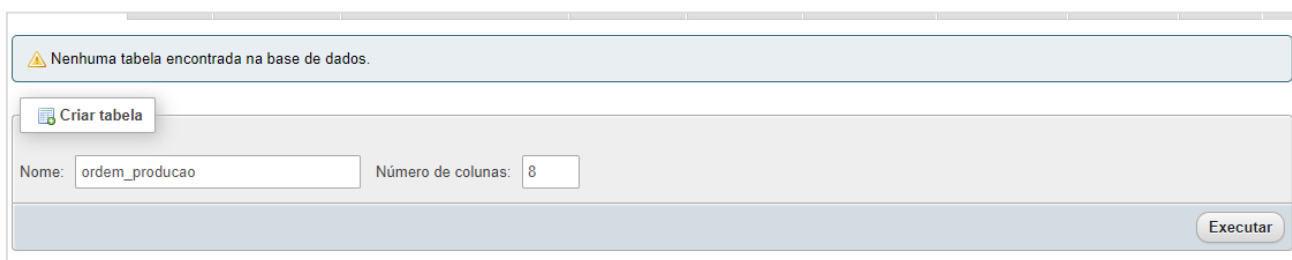 Nenhuma tabela encontrada na base de dados.
Criar tabela
Nome: ordem_producao Número de colunas: 8
Executar